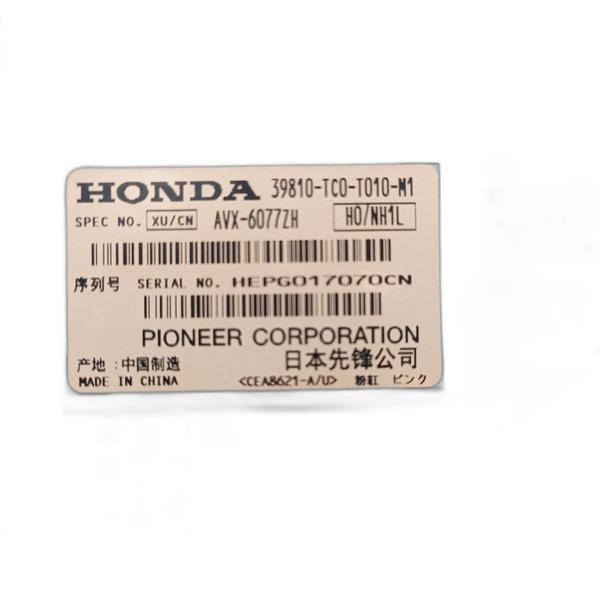 HONDA 39810-TC0-T010-M1
SPEC NO. XU/CN AVX-6077ZH HO/NH1L
序列号 SERIAL NO. HEPG017070CN
PIONEER CORPORATION
产地:中国制造 日本先锋公司
MADE IN CHINA <CEA8621-A/U> 粉紅 ピンク